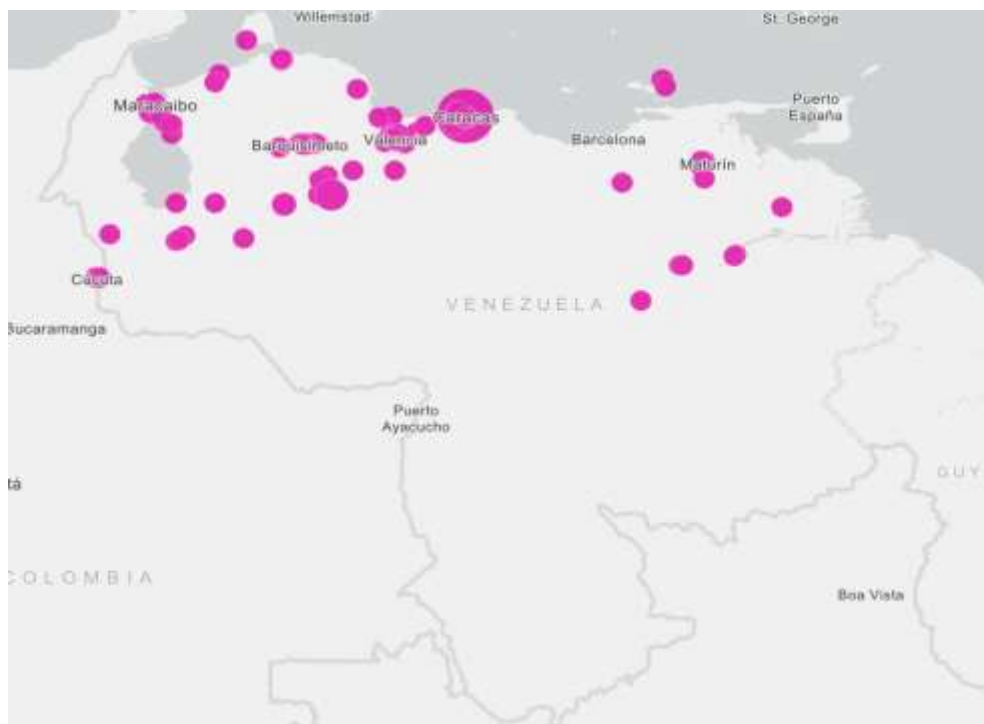 Willemstad
St. George
Maracaibo
Caracas
Puerto
España
Barquisimeto
Valencia
Barcelona
Maturín
Cúcuta
VENEZUELA
Bucaramanga
Puerto
Ayacucho
GUY
tá
COLOMBIA
Boa Vista